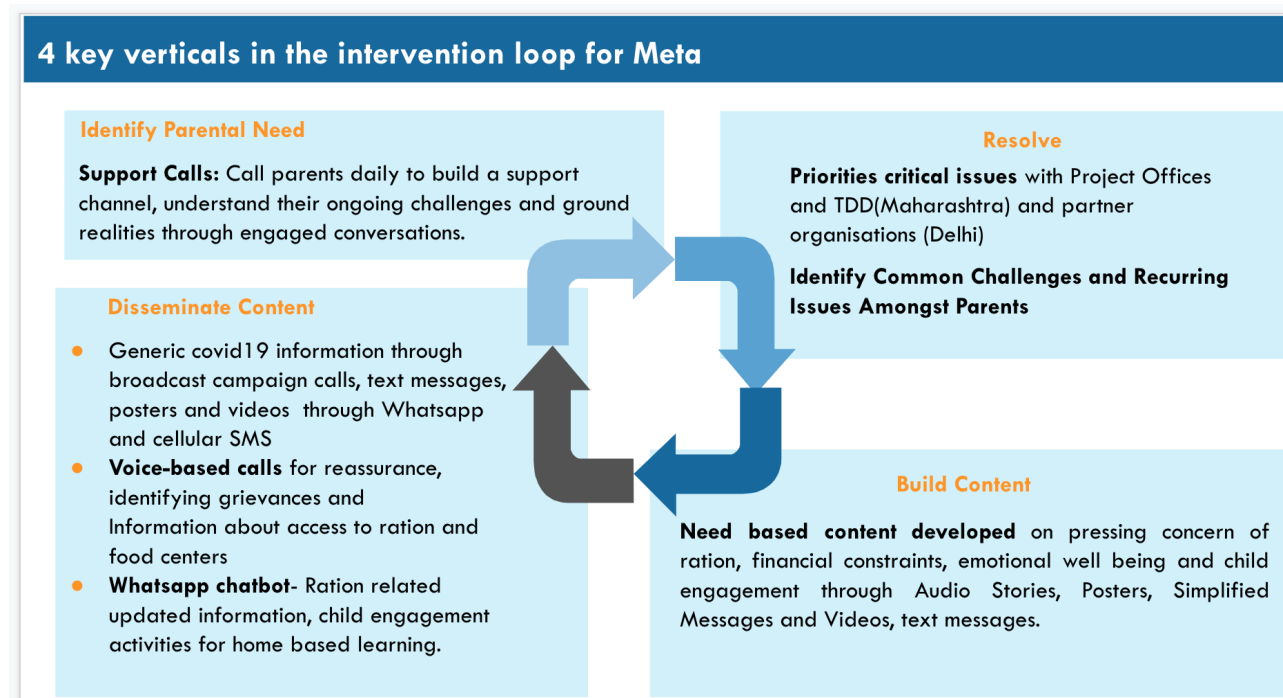 4 key verticals in the intervention loop for Meta
Identify Parental Need
Support Calls: Call parents daily to build a support
channel, understand their ongoing challenges and ground
realities through engaged conversations.
Resolve
Priorities critical issues with Project Offices
and TDD(Maharashtra) and partner
organisations (Delhi)
Identify Common Challenges and Recurring
Issues Amongst Parents
Disseminate Content
● Generic covid19 information through
broadcast campaign calls, text messages,
posters and videos through Whatsapp
and cellular SMS
● Voice-based calls for reassurance,
identifying grievances and
Information about access to ration and
food centers
● Whatsapp chatbot- Ration related
updated information, child engagement
activities for home based learning.
Build Content
Need based content developed on pressing concern of
ration, financial constraints, emotional well being and child
engagement through Audio Stories, Posters, Simplified
Messages and Videos, text messages.